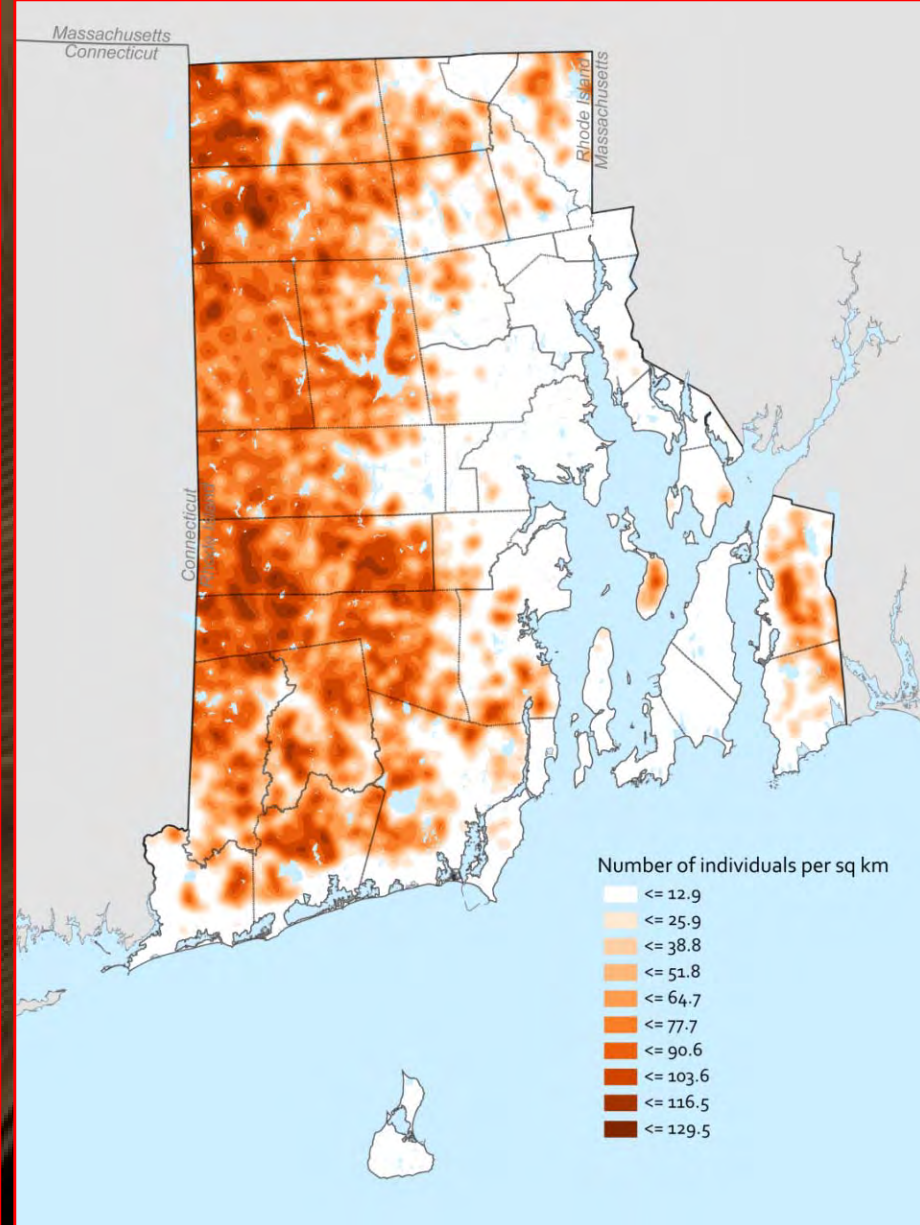 Massachusetts
Connecticut
Rhode Island
Massachusetts
Connecticut
Number of individuals per sq km
<= 12.9
<= 25.9
<= 38.8
<= 51.8
<= 64.7
<= 77.7
<= 90.6
<= 103.6
<= 116.5
<= 129.5